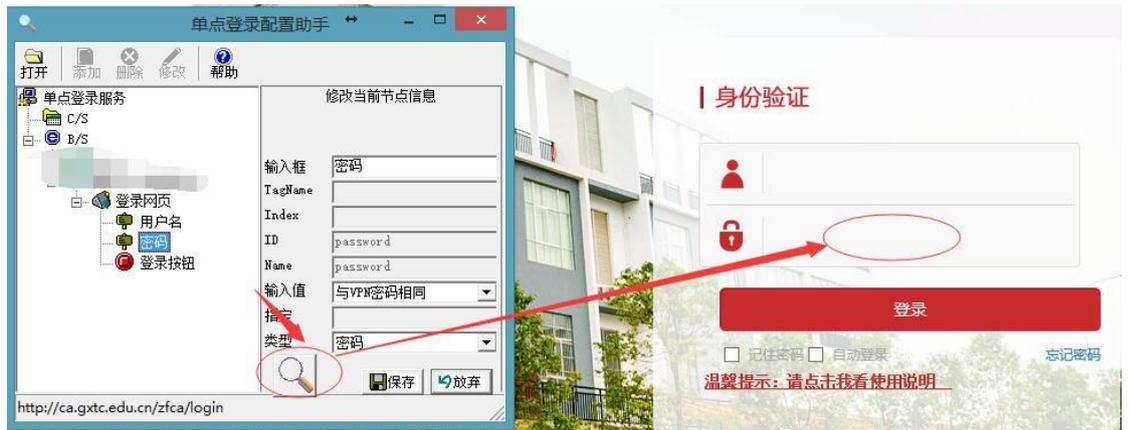 单点登录配置助手
打开 添加 删除 修改 帮助
单点登录服务
C/S
B/S
登录网页
用户名
密码
登录按钮
修改当前节点信息
输入框 密码
TagName
Index
ID password
Name password
输入值 与VPN密码相同
指定
类型 密码
保存 放弃
http://ca.gxtc.edu.cn/zfca/login
身份验证
登录
记住密码 自动登录 忘记密码
温馨提示：请点击我看使用说明